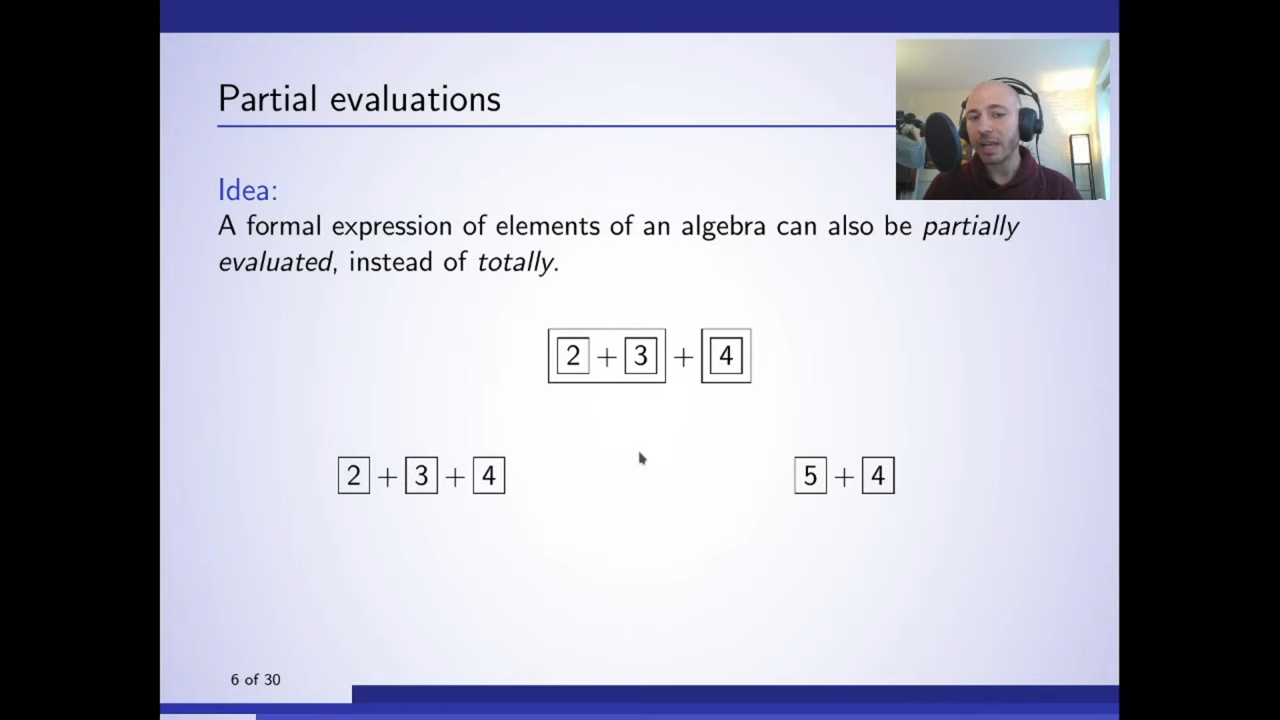 Partial evaluations
Idea:
A formal expression of elements of an algebra can also be partially
evaluated, instead of totally.
2 + 3 + 4
2 + 3 + 4
5 + 4
6 of 30